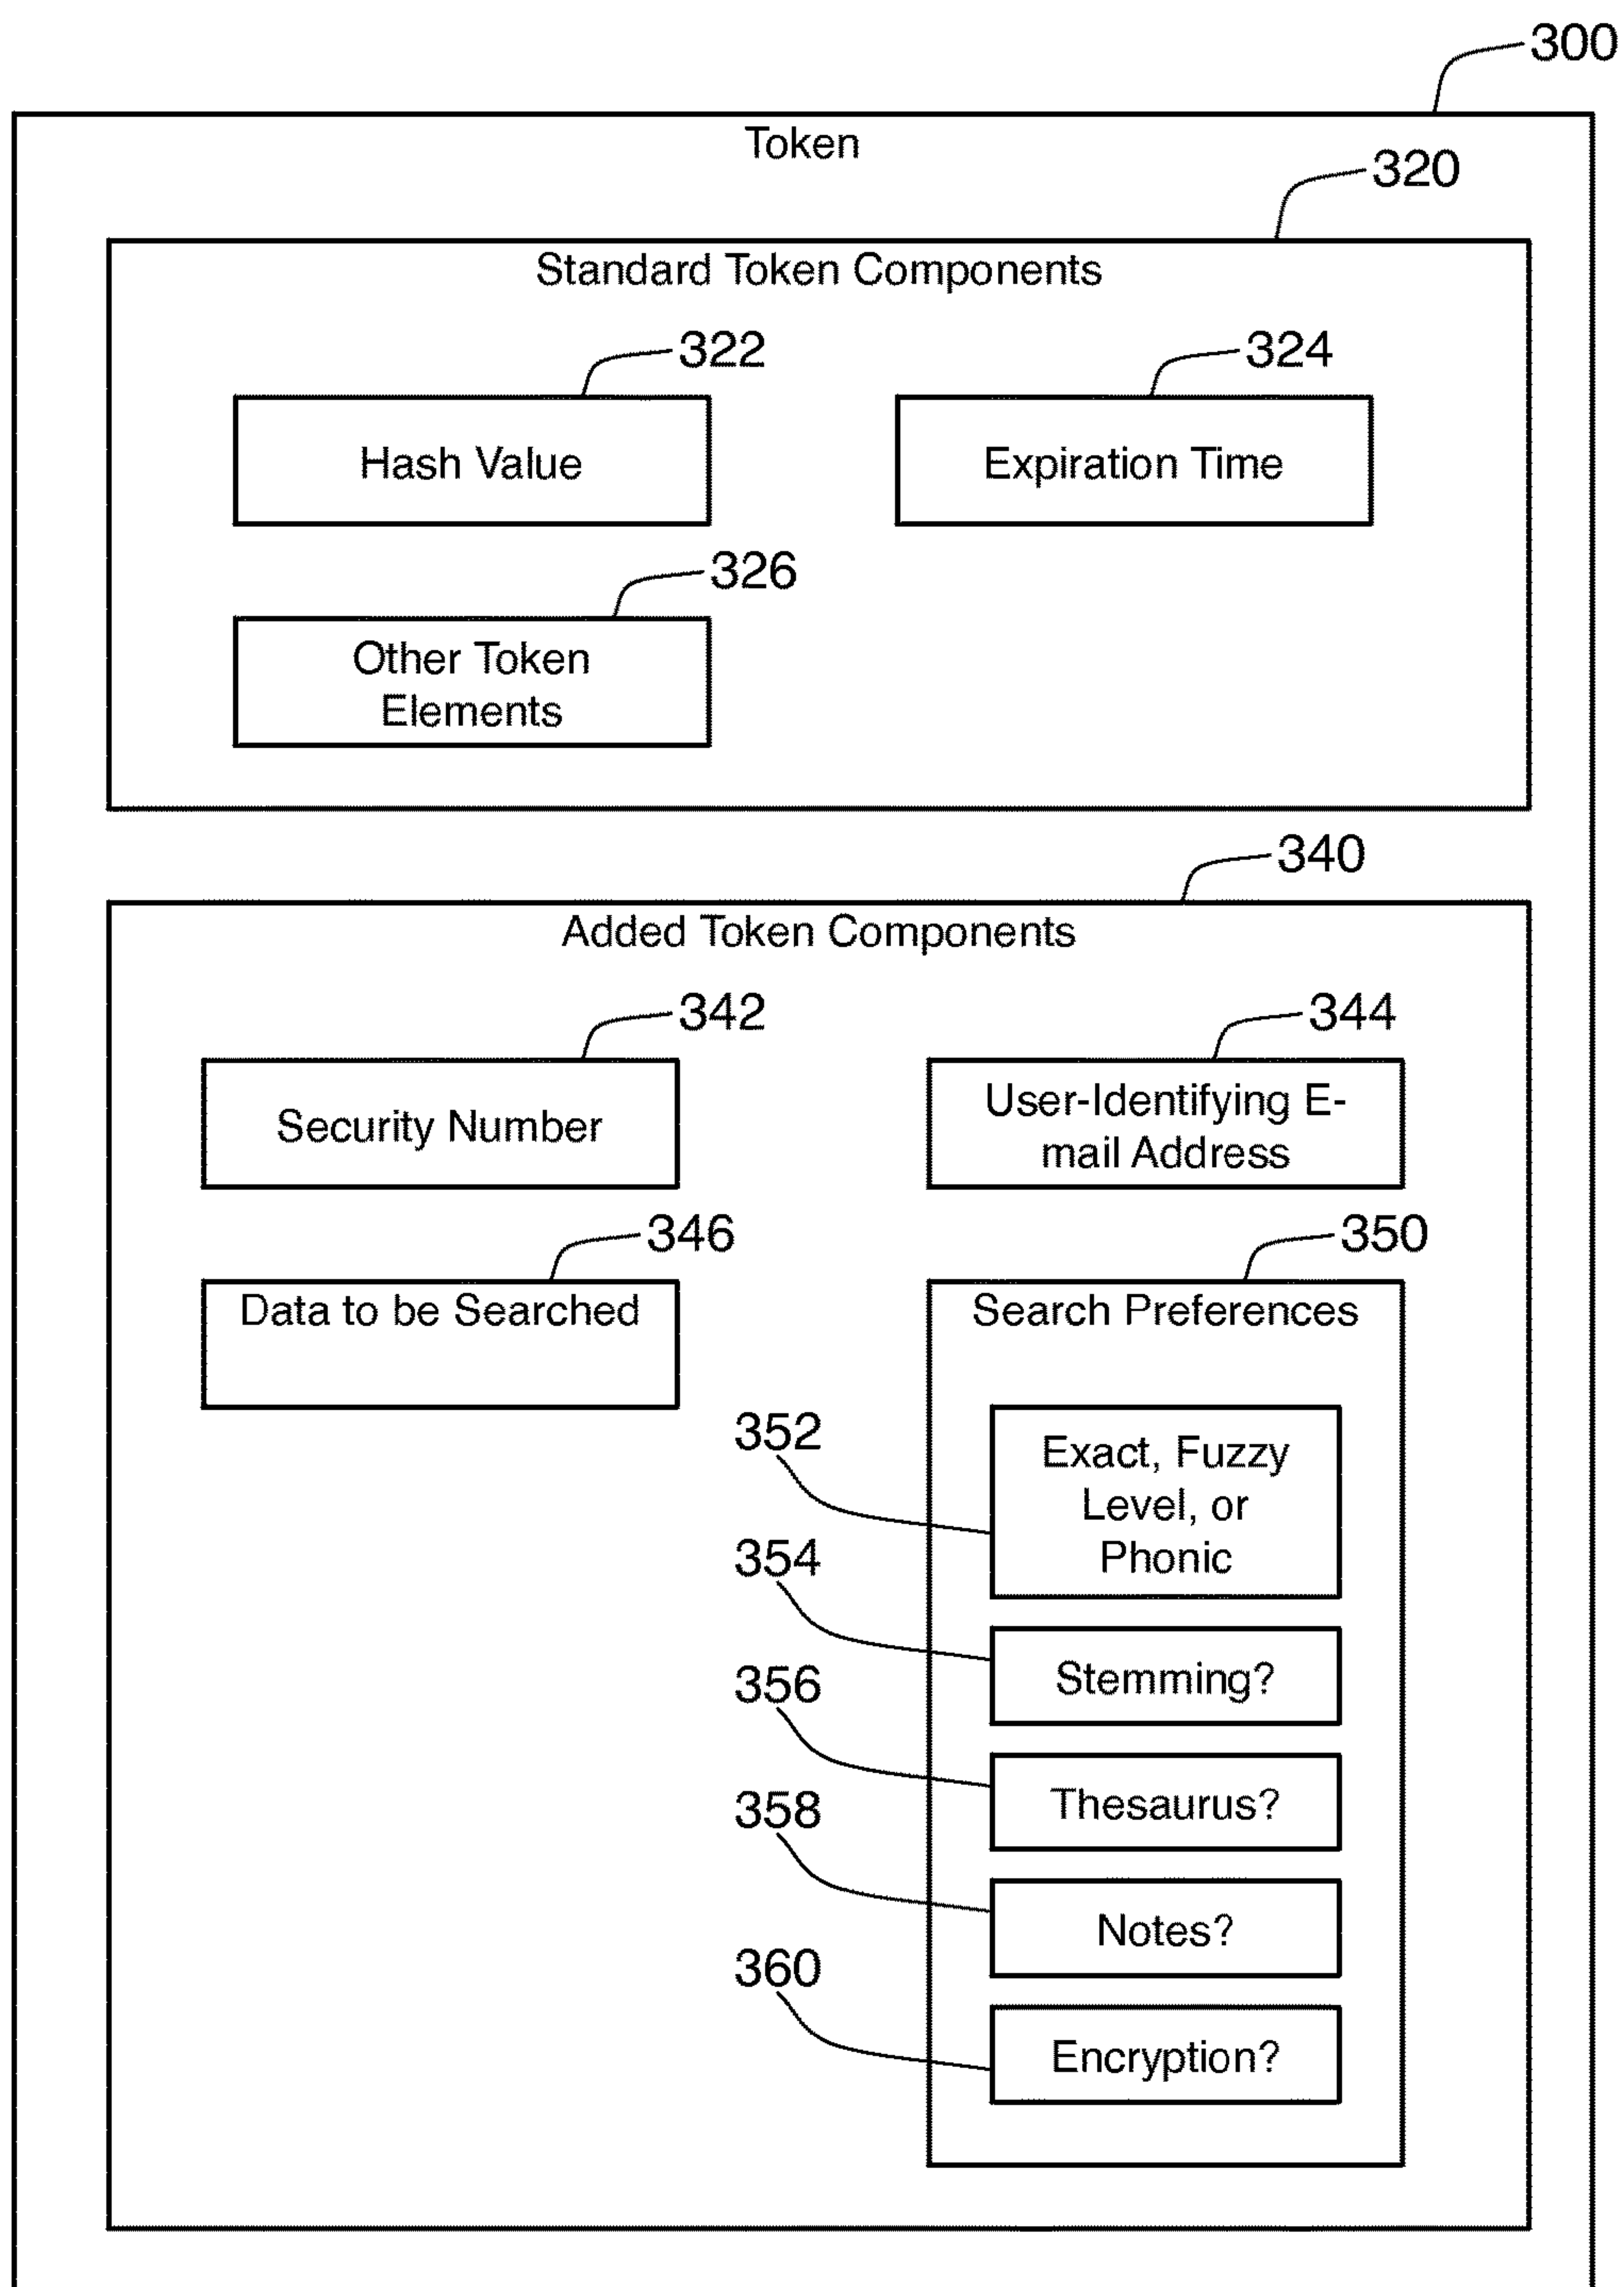 300
Token
320
Standard Token Components
322
324
Hash Value
Expiration Time
326
Other Token
Elements
340
Added Token Components
342
344
Security Number
User-Identifying E-
mail Address
346
350
Data to be Searched
Search Preferences
352
Exact, Fuzzy
Level, or
Phonic
354
Stemming?
356
Thesaurus?
358
Notes?
360
Encryption?